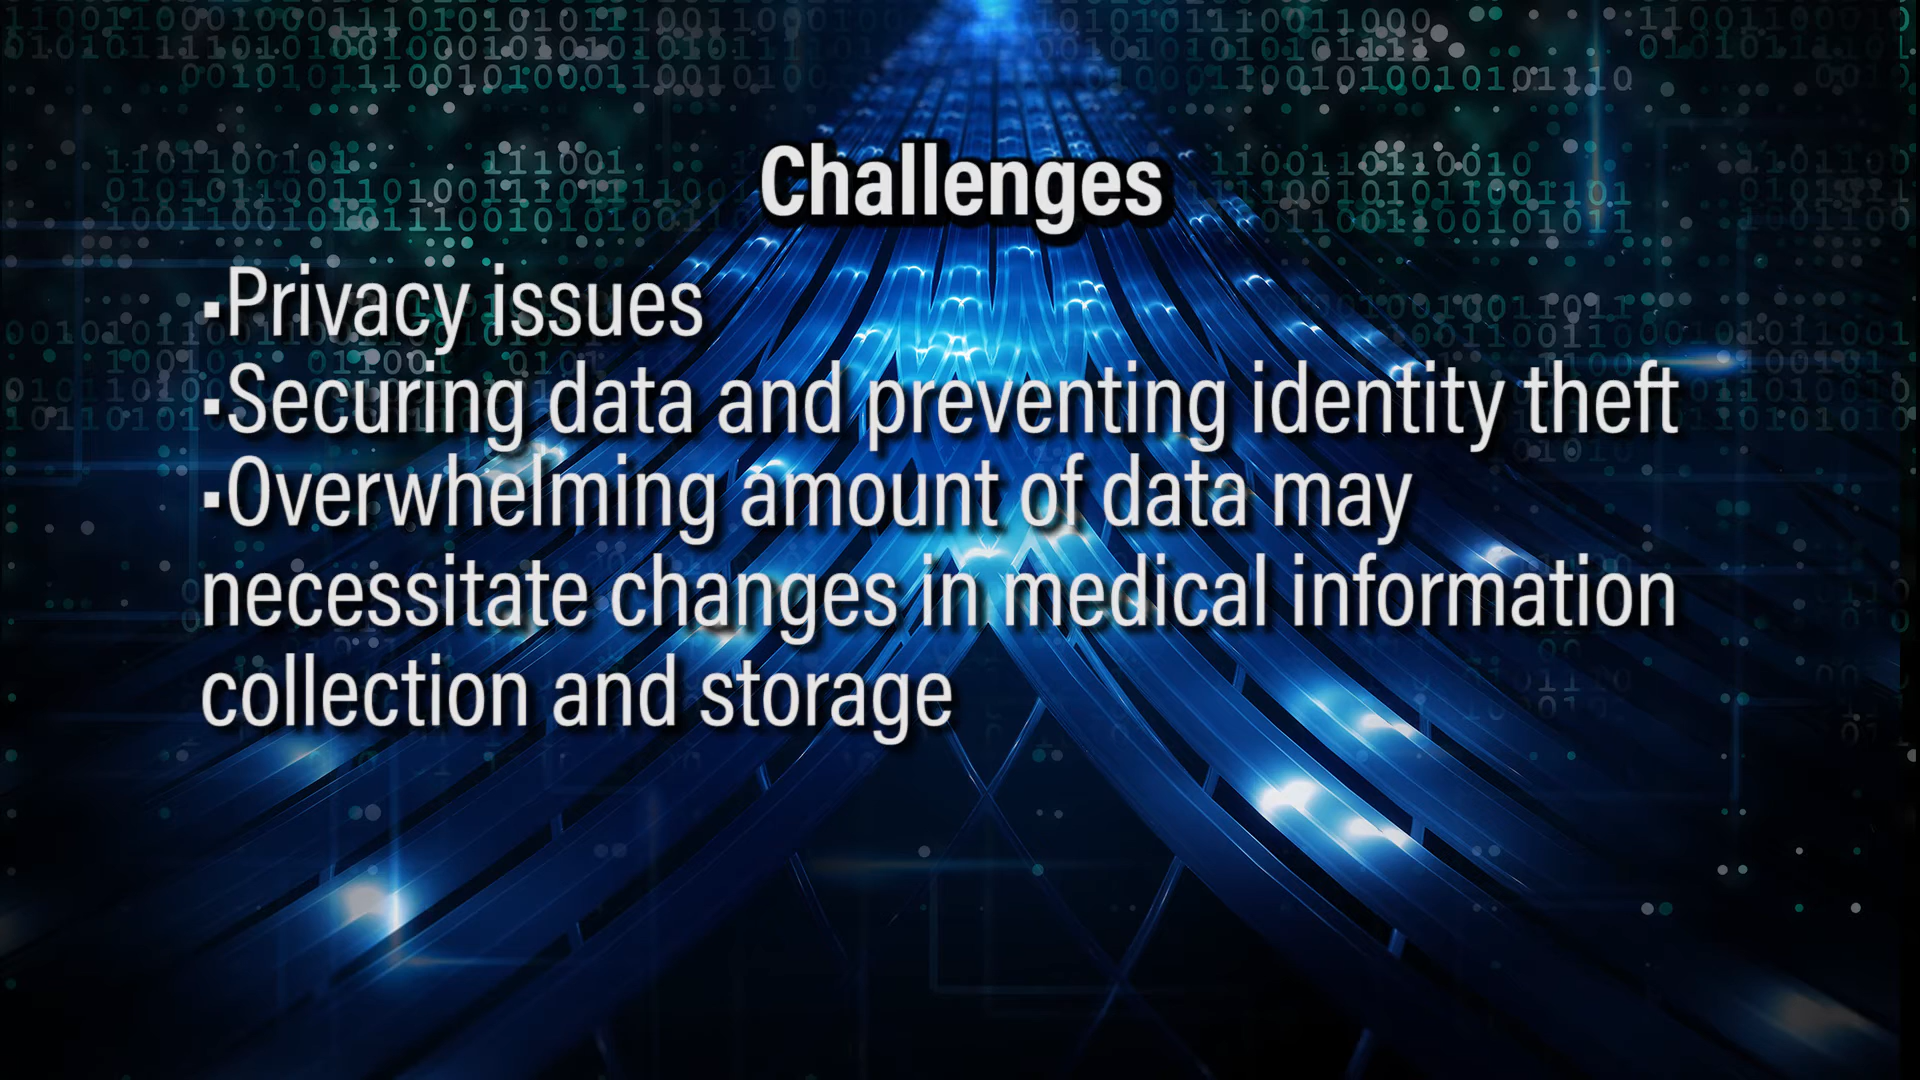 Challenges
▪Privacy issues
▪Securing data and preventing identity theft
▪Overwhelming amount of data may
necessitate changes in medical information
collection and storage